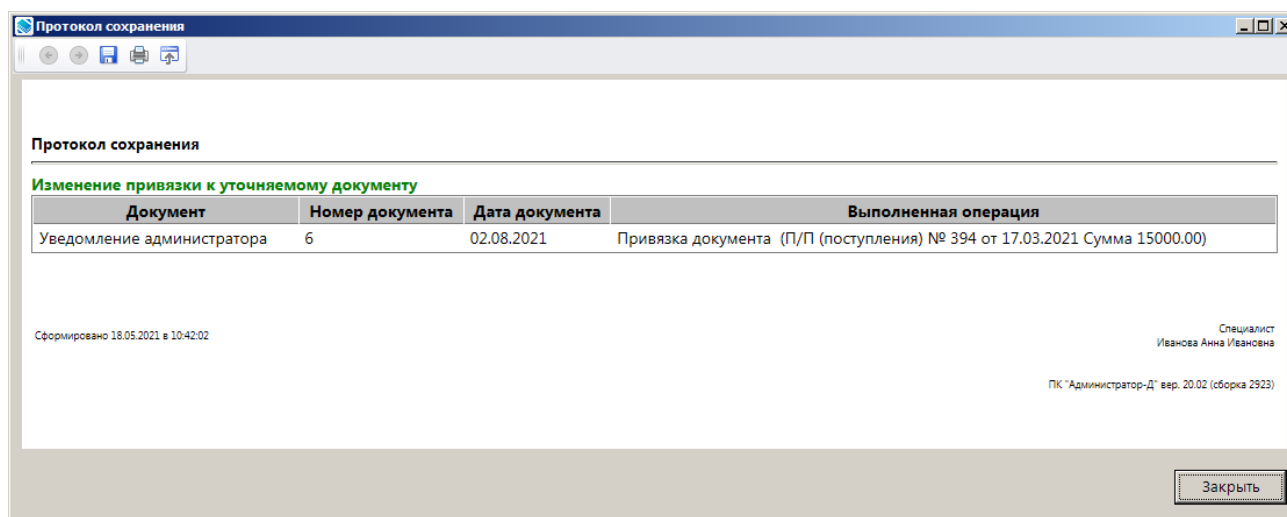 Протокол сохранения
Протокол сохранения
Изменение привязки к уточняемому документу
Документ Номер документа Дата документа Выполненная операция
Уведомление администратора 6 02.08.2021 Привязка документа (П/П (поступления) № 394 от 17.03.2021 Сумма 15000.00)
Сформировано 18.05.2021 в 10:42:02
Специалист
Иванова Анна Ивановна
ПК "Администратор-Д" вер. 20.02 (сборка 2923)
Закрыть